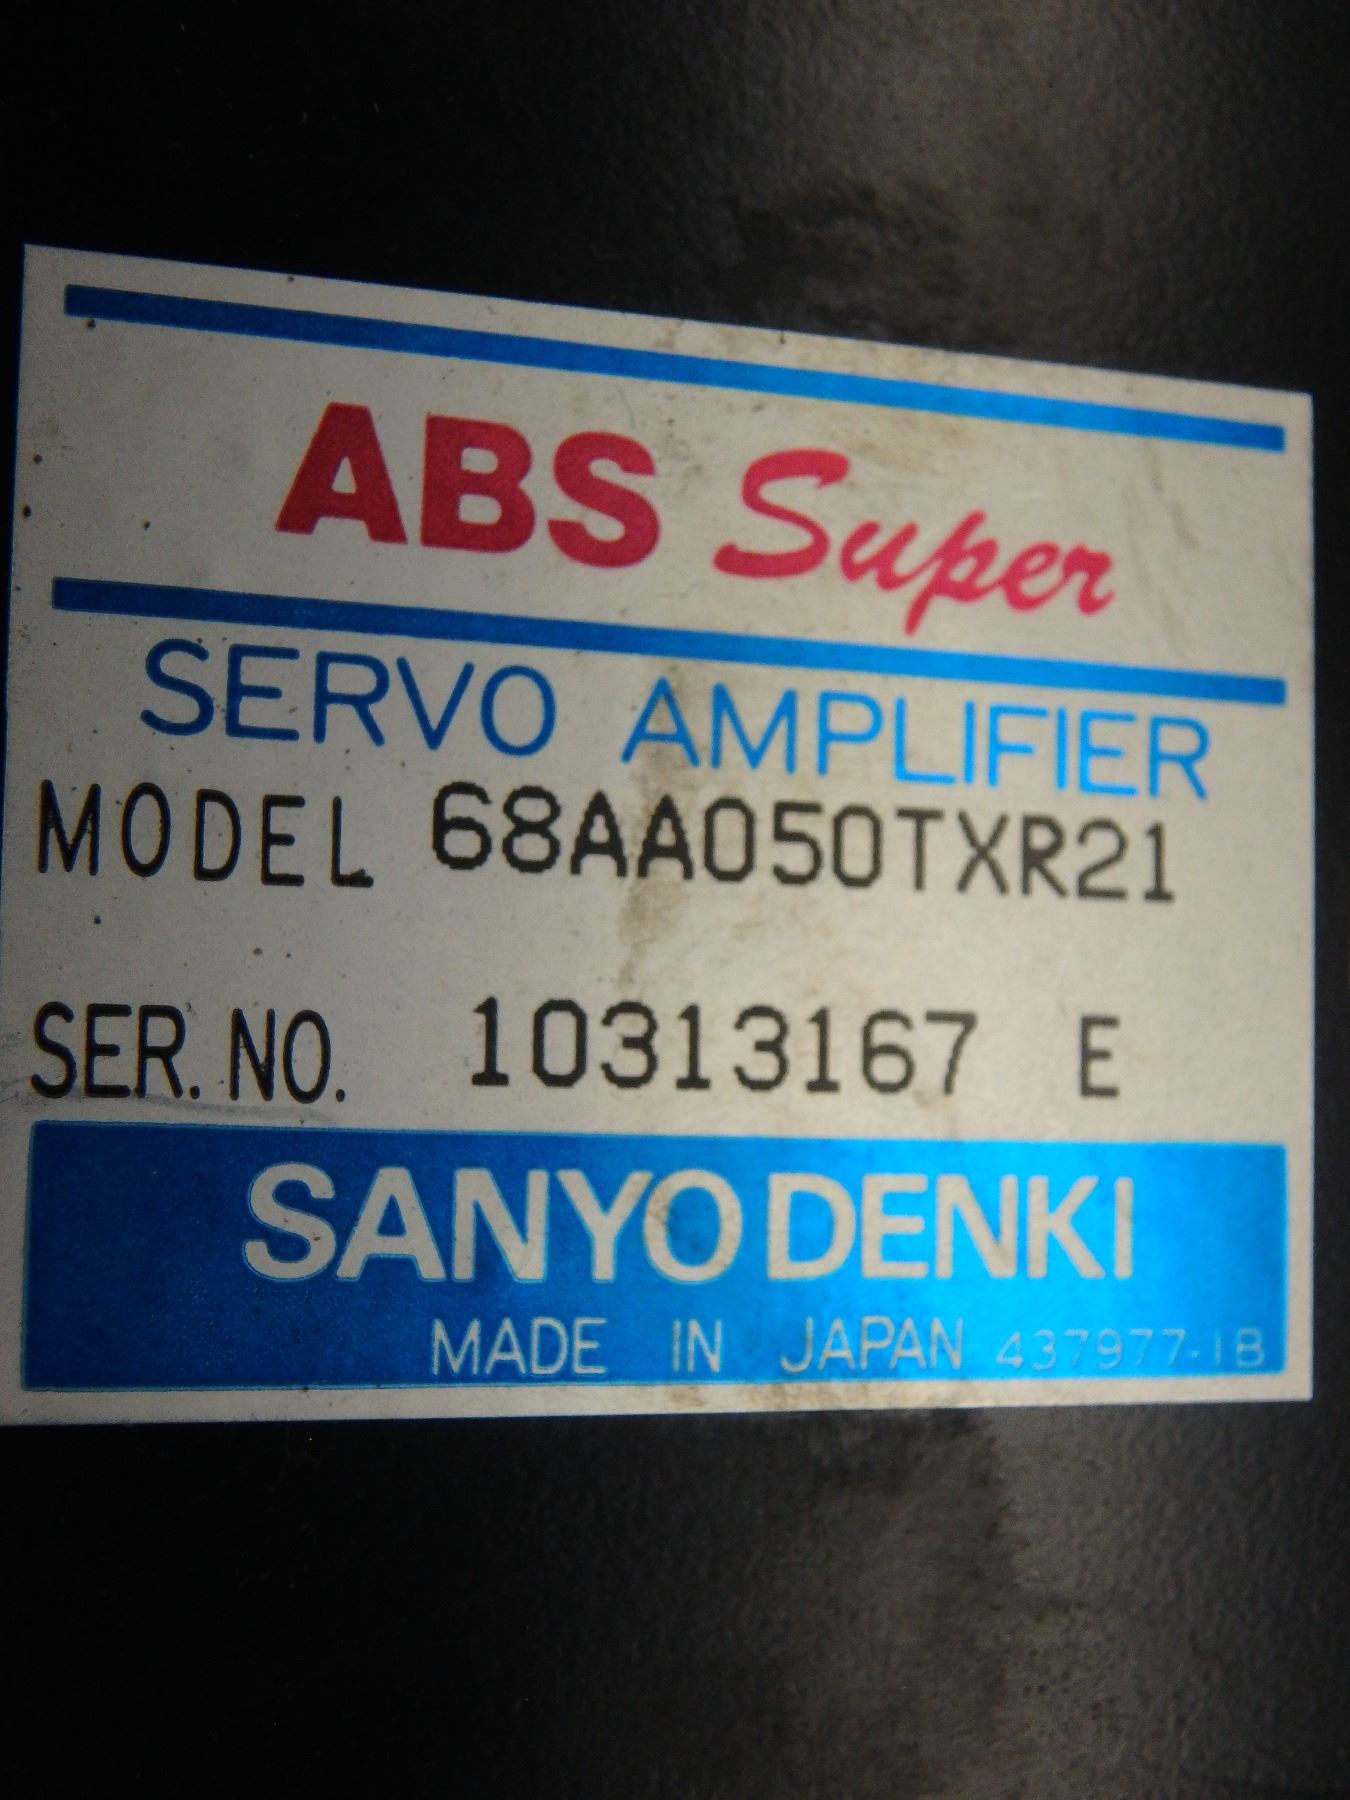 ABS Super
SERVO AMPLIFIER
MODEL 68AA050TXR21
SER. NO. 10313167 E
SANYO DENKI
MADE IN JAPAN 437977-1B